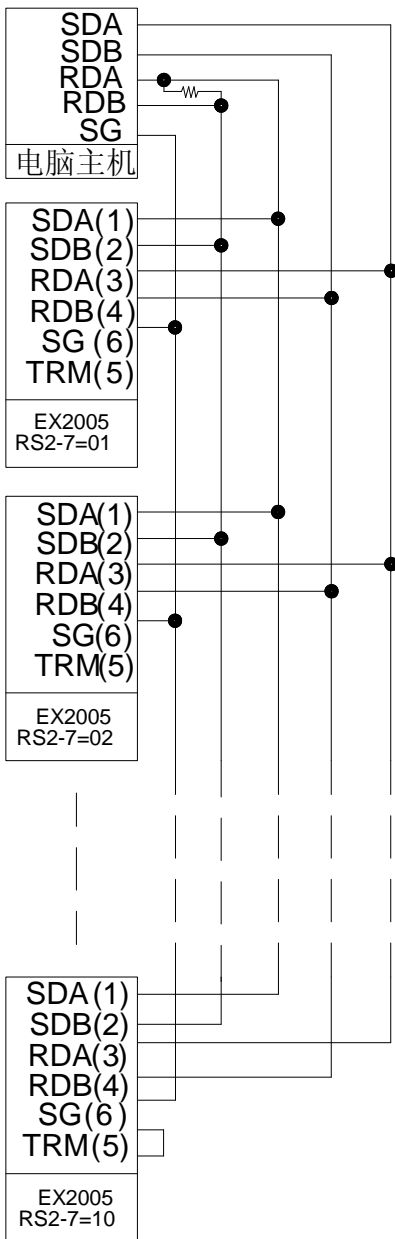 SDA
SDB
RDA
RDB
SG
电脑主机
SDA(1)
SDB(2)
RDA(3)
RDB(4)
SG (6)
TRM(5)
EX2005
RS2-7=01
SDA(1)
SDB(2)
RDA(3)
RDB(4)
SG(6)
TRM(5)
EX2005
RS2-7=02
SDA(1)
SDB(2)
RDA(3)
RDB(4)
SG(6)
TRM(5)
EX2005
RS2-7=10